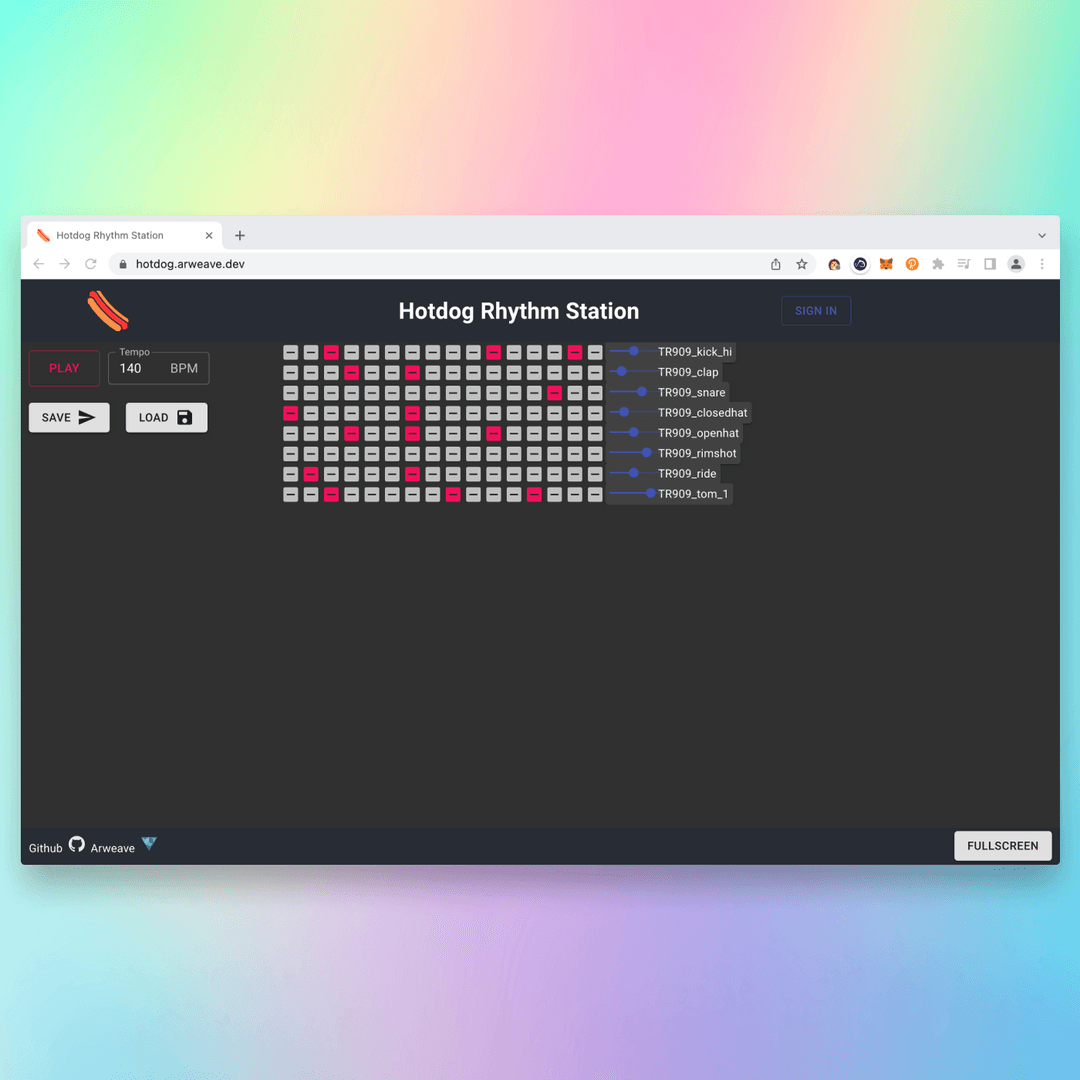 Hotdog Rhythm Station
hotdog.arweave.dev
Hotdog Rhythm Station
SIGN IN
PLAY
Tempo
140 BPM
SAVE
LOAD
TR909_kick_hi
TR909_clap
TR909_snare
TR909_closedhat
TR909_openhat
TR909_rimshot
TR909_ride
TR909_tom_1
Github
Arweave
FULLSCREEN